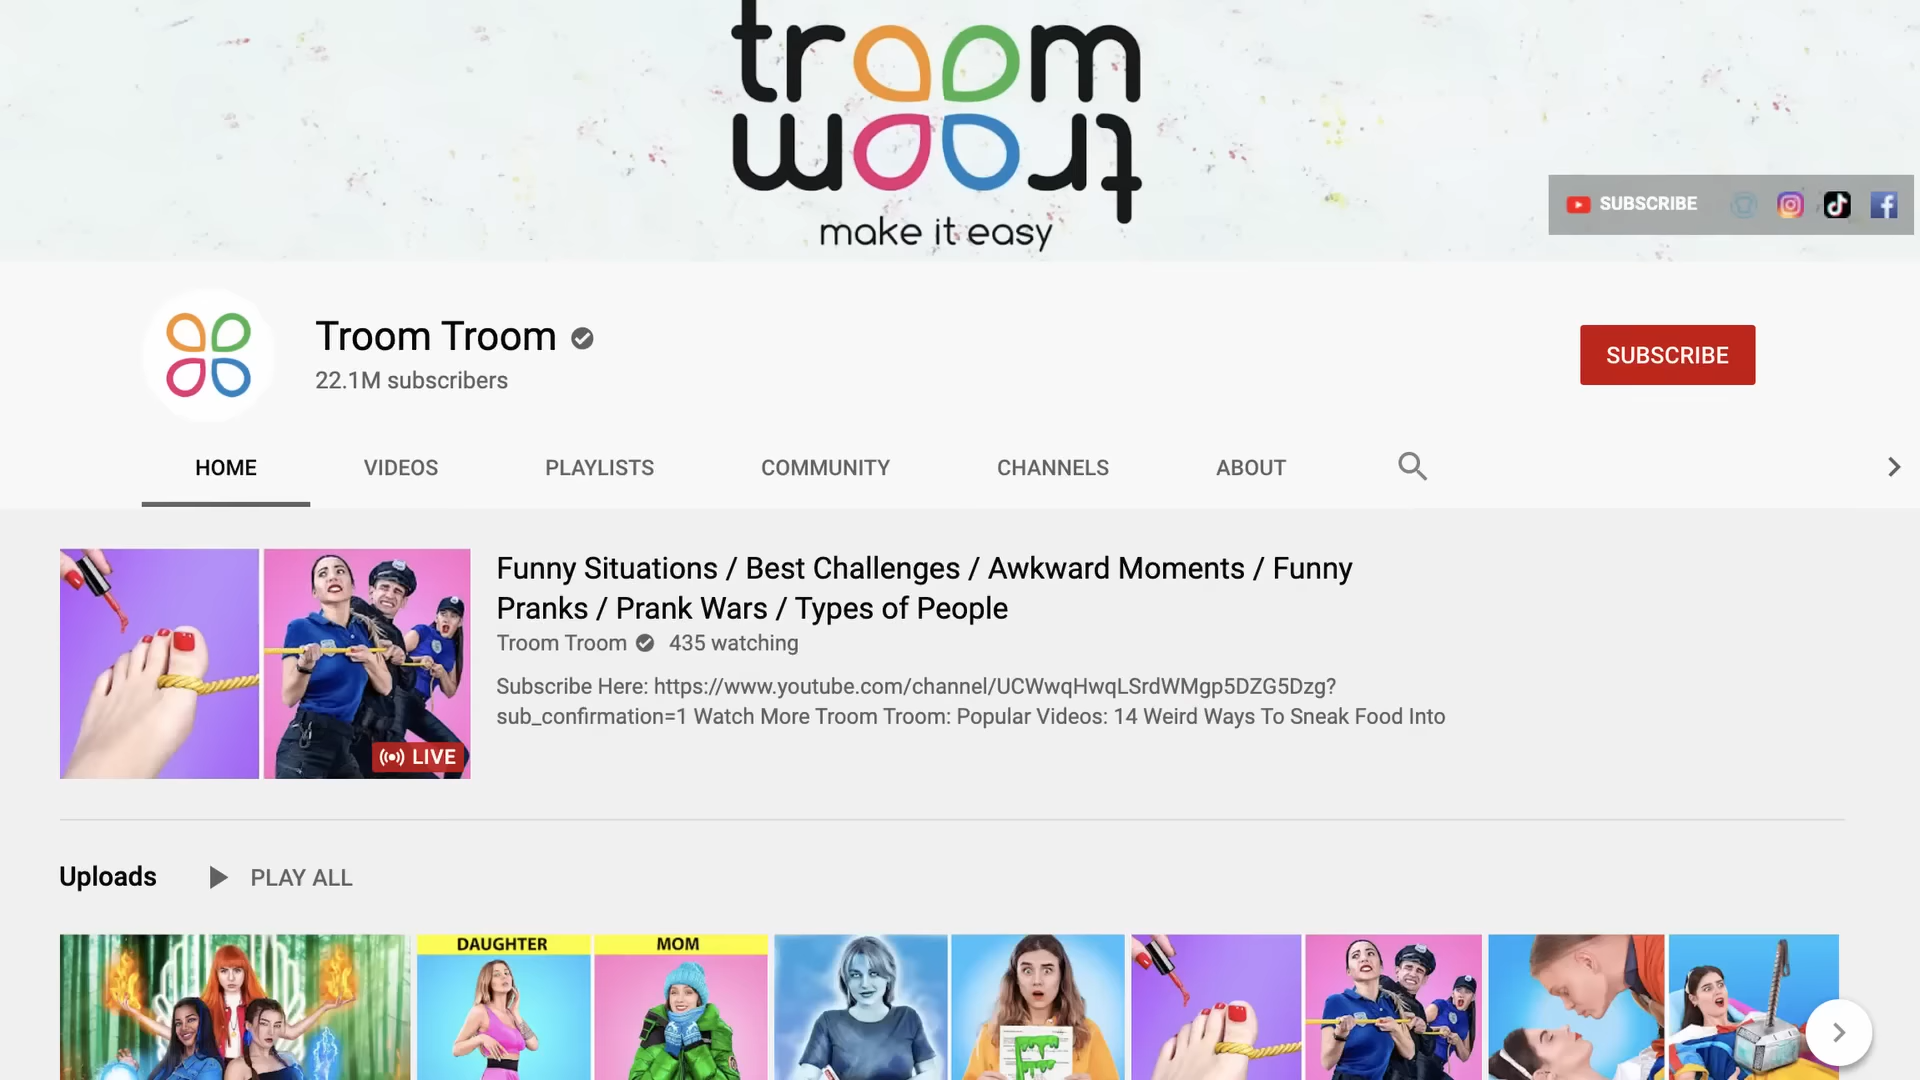 troom
troom
make it easy
SUBSCRIBE
Troom Troom
22.1M subscribers
SUBSCRIBE
HOME VIDEOS PLAYLISTS COMMUNITY CHANNELS ABOUT
Funny Situations / Best Challenges / Awkward Moments / Funny
Pranks / Prank Wars / Types of People
Troom Troom 435 watching
Subscribe Here: https://www.youtube.com/channel/UCWwqHwqLSrdWMgp5DZG5Dzg?
sub_confirmation=1 Watch More Troom Troom: Popular Videos: 14 Weird Ways To Sneak Food Into
LIVE
Uploads PLAY ALL
DAUGHTER MOM
F